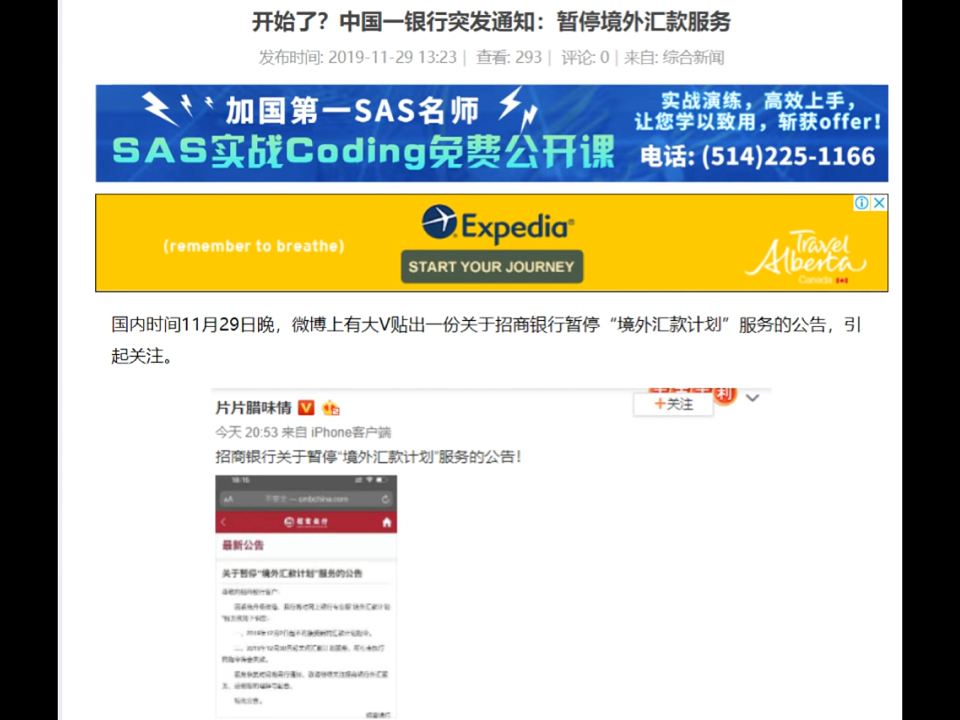 开始了？中国一银行突发通知：暂停境外汇款服务
发布时间: 2019-11-29 13:23 | 查看: 293 | 评论: 0 | 来自: 综合新闻
加国第一SAS名师
SAS实战Coding免费公开课
实战演练，高效上手，
让您学以致用，斩获offer!
电话: (514)225-1166
(remember to breathe)
Expedia
START YOUR JOURNEY
Travel
Alberta
Canada
国内时间11月29日晚，微博上有大V贴出一份关于招商银行暂停“境外汇款计划”服务的公告，引
起关注。
片片腊味情
+关注
今天 20:53 来自 iPhone客户端
招商银行关于暂停“境外汇款计划”服务的公告！
cmbchina.com
招商银行
最新公告
关于暂停“境外汇款计划”服务的公告